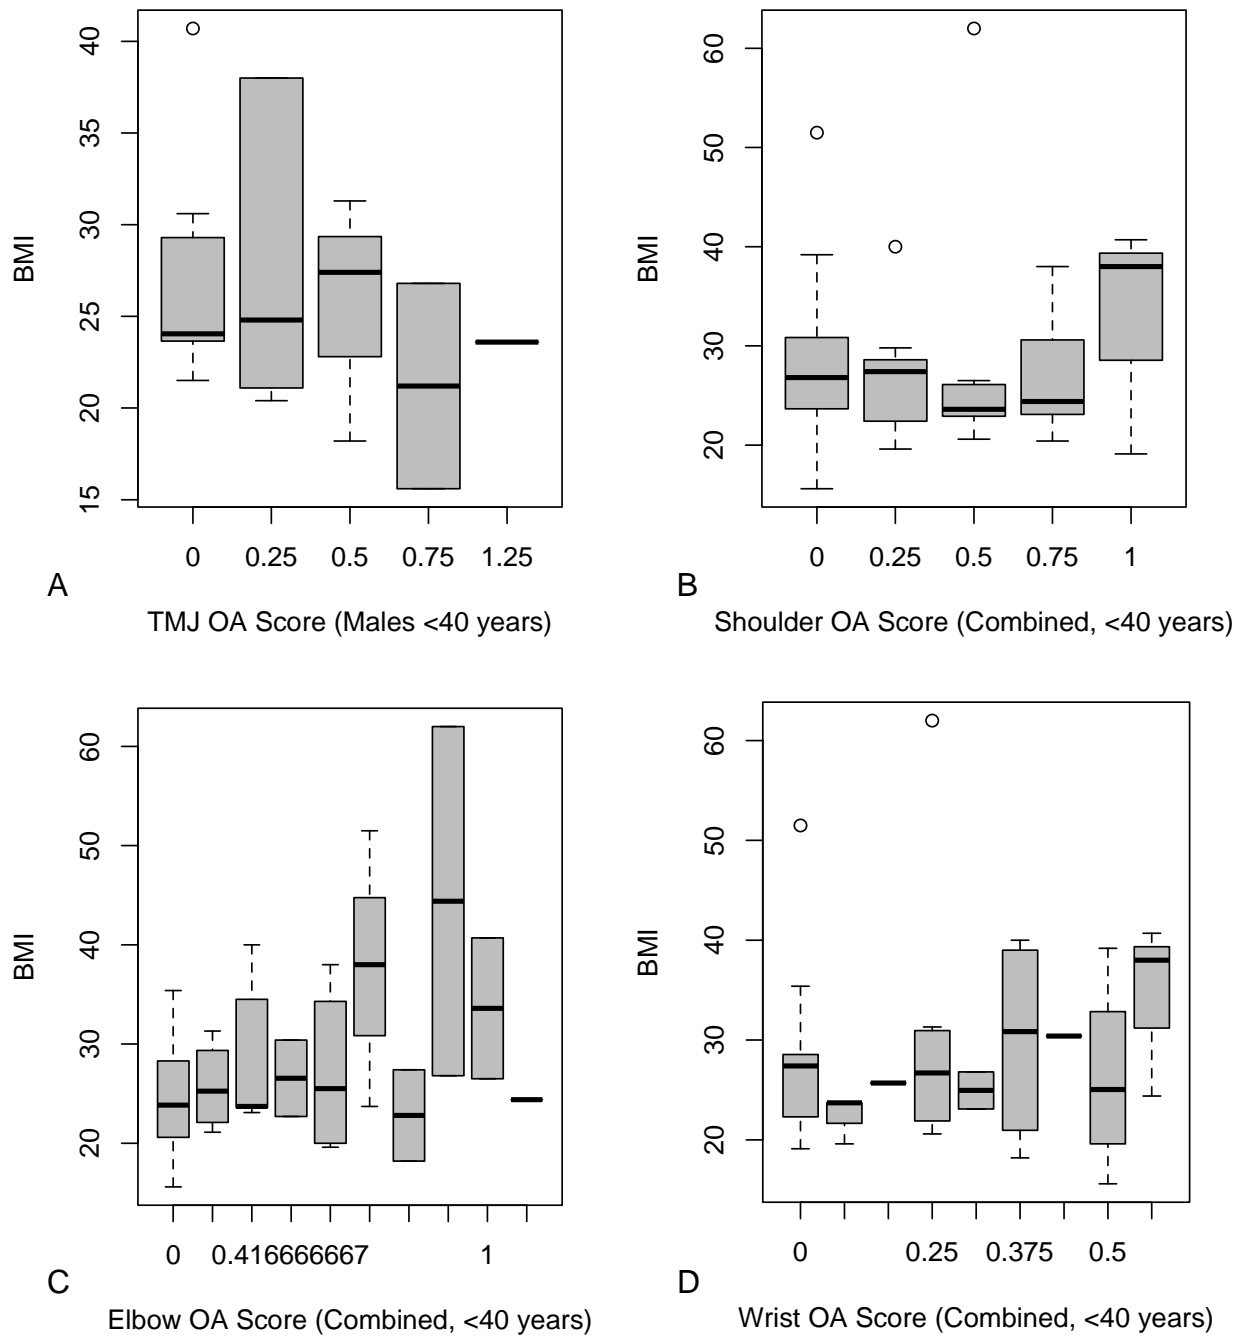 BMI
40
35
30
25
20
15
0 0.25 0.5 0.75 1.25
A
TMJ OA Score (Males <40 years)
BMI
60
50
40
30
20
0 0.25 0.5 0.75 1
B
Shoulder OA Score (Combined, <40 years)
BMI
60
50
40
30
20
0 0.416666667 1
C
Elbow OA Score (Combined, <40 years)
BMI
60
50
40
30
20
0 0.25 0.375 0.5
D
Wrist OA Score (Combined, <40 years)